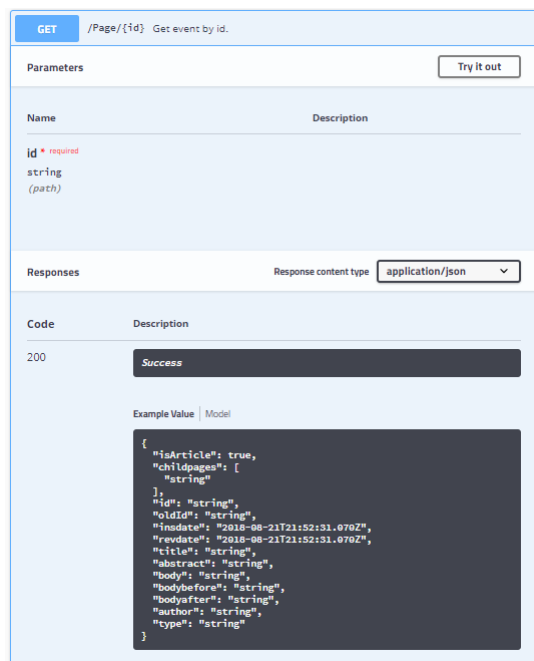 GET /Page/{id} Get event by id.
Parameters Try it out
Name Description
id * required
string
(path)
Responses Response content type application/json
Code Description
200 Success
Example Value Model
{
  "isArticle": true,
  "childpages": [
    "string"
  ],
  "id": "string",
  "oldId": "string",
  "insdate": "2018-08-21T21:52:31.070Z",
  "revdate": "2018-08-21T21:52:31.070Z",
  "title": "string",
  "abstract": "string",
  "body": "string",
  "bodybefore": "string",
  "bodyafter": "string",
  "author": "string",
  "type": "string"
}